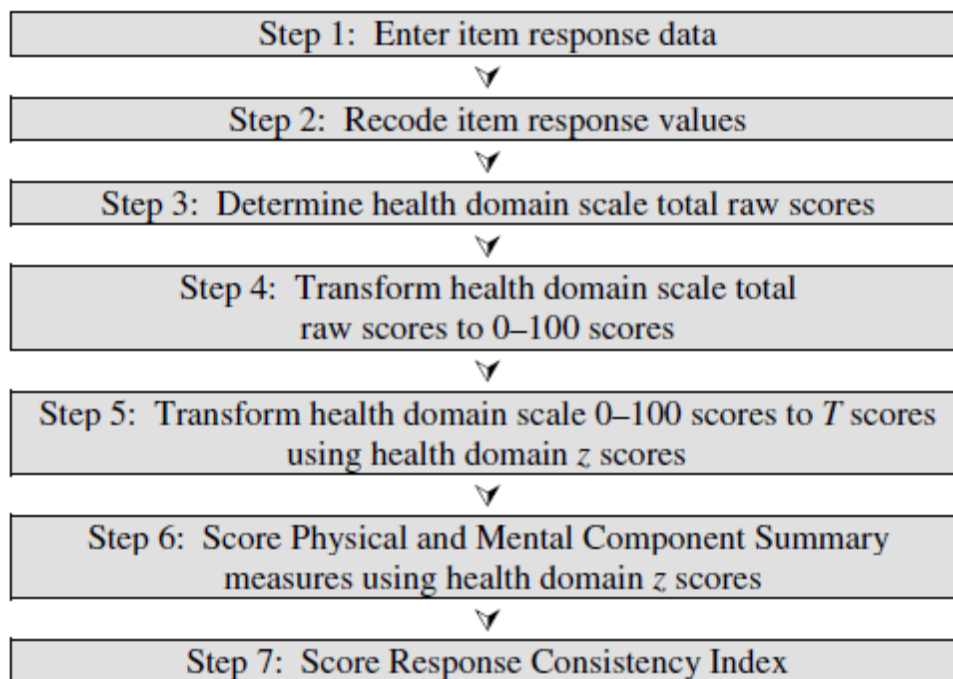 Step 1: Enter item response data
Step 2: Recode item response values
Step 3: Determine health domain scale total raw scores
Step 4: Transform health domain scale total
raw scores to 0–100 scores
Step 5: Transform health domain scale 0–100 scores to T scores
using health domain z scores
Step 6: Score Physical and Mental Component Summary
measures using health domain z scores
Step 7: Score Response Consistency Index